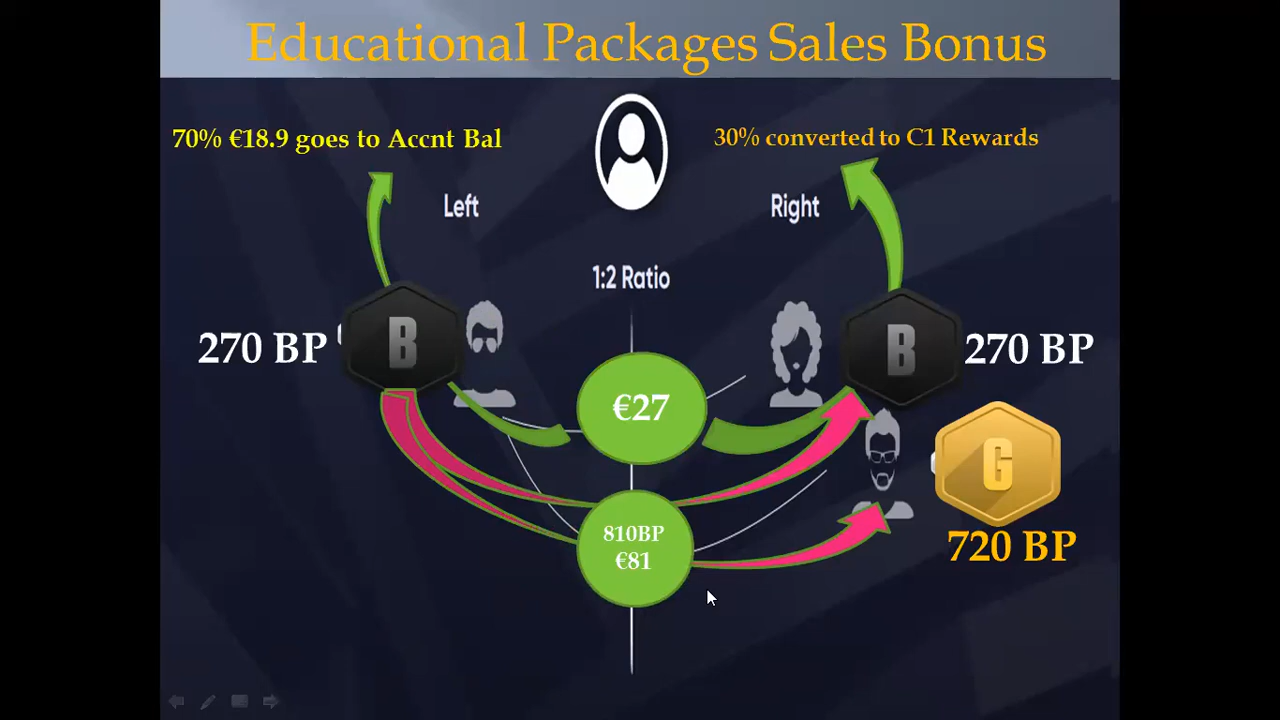 Educational Packages Sales Bonus
70% €18.9 goes to Accnt Bal
30% converted to C1 Rewards
Left
Right
1:2 Ratio
270 BP
B
B
270 BP
€27
G
810BP
€81
720 BP